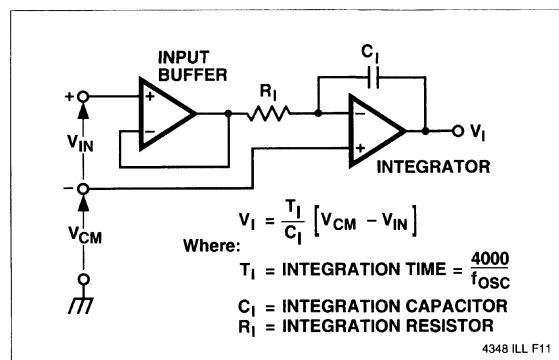 INPUT
BUFFER
C_I
R_I
+
+
−
−
+
V_IN
−
V_CM
V_I
INTEGRATOR
V_I = T_I / C_I [V_CM − V_IN]
Where:
T_I = INTEGRATION TIME = 4000 / f_OSC
C_I = INTEGRATION CAPACITOR
R_I = INTEGRATION RESISTOR
4348 ILL F11